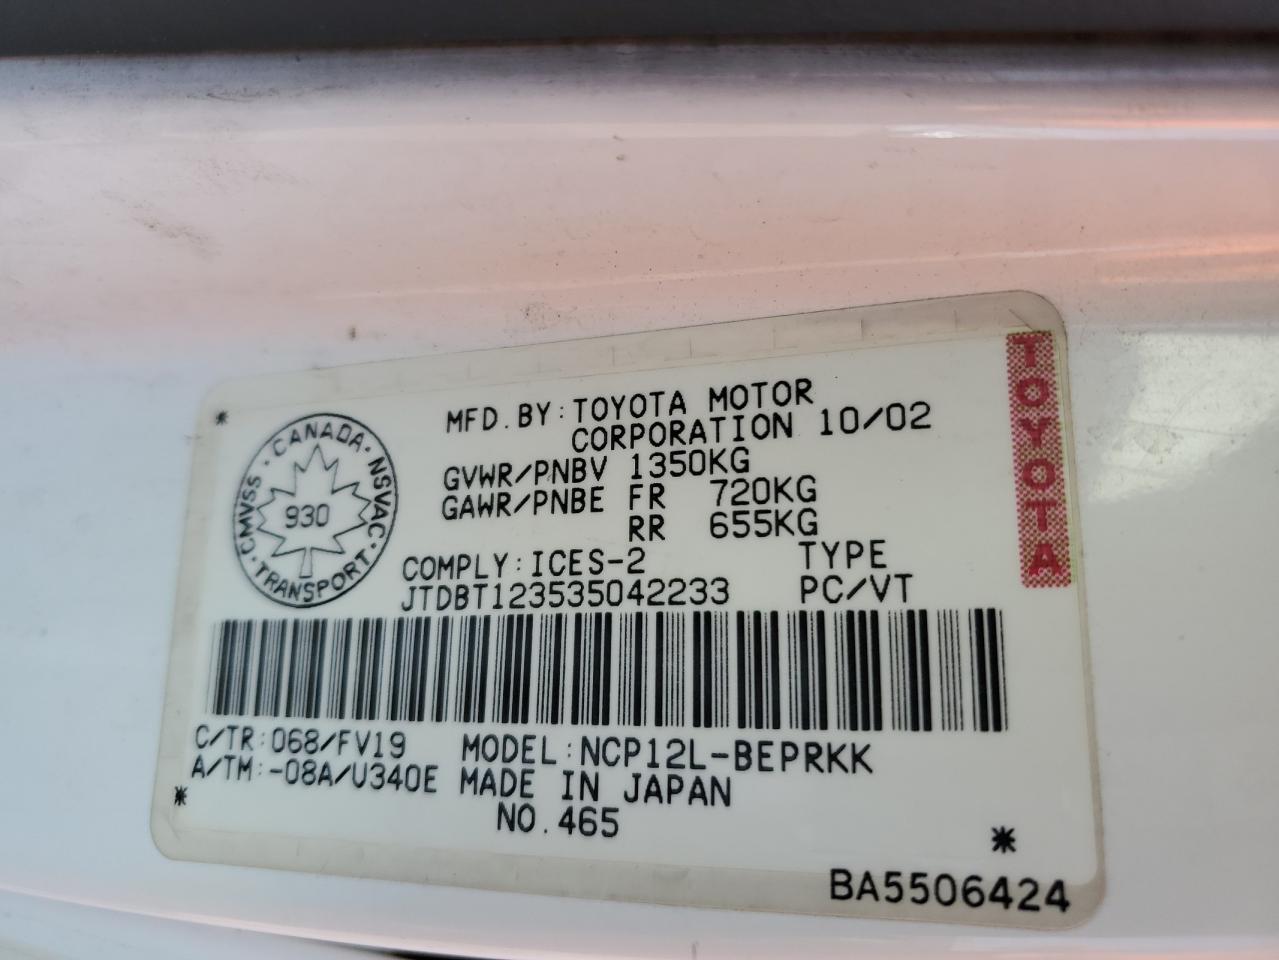 MFD. BY: TOYOTA MOTOR
CORPORATION 10/02
GVWR/PNBV 1350KG
GAWR/PNBE FR 720KG
RR 655KG
COMPLY: ICES-2 TYPE
JTDBT123535042233 PC/VT
CANADA · NSVAC · TRANSPORT · CMVSS ·
930
TOYOTA
C/TR: 068/FV19 MODEL: NCP12L-BEPRKK
A/TM: -08A/U340E MADE IN JAPAN
NO. 465
BA5506424